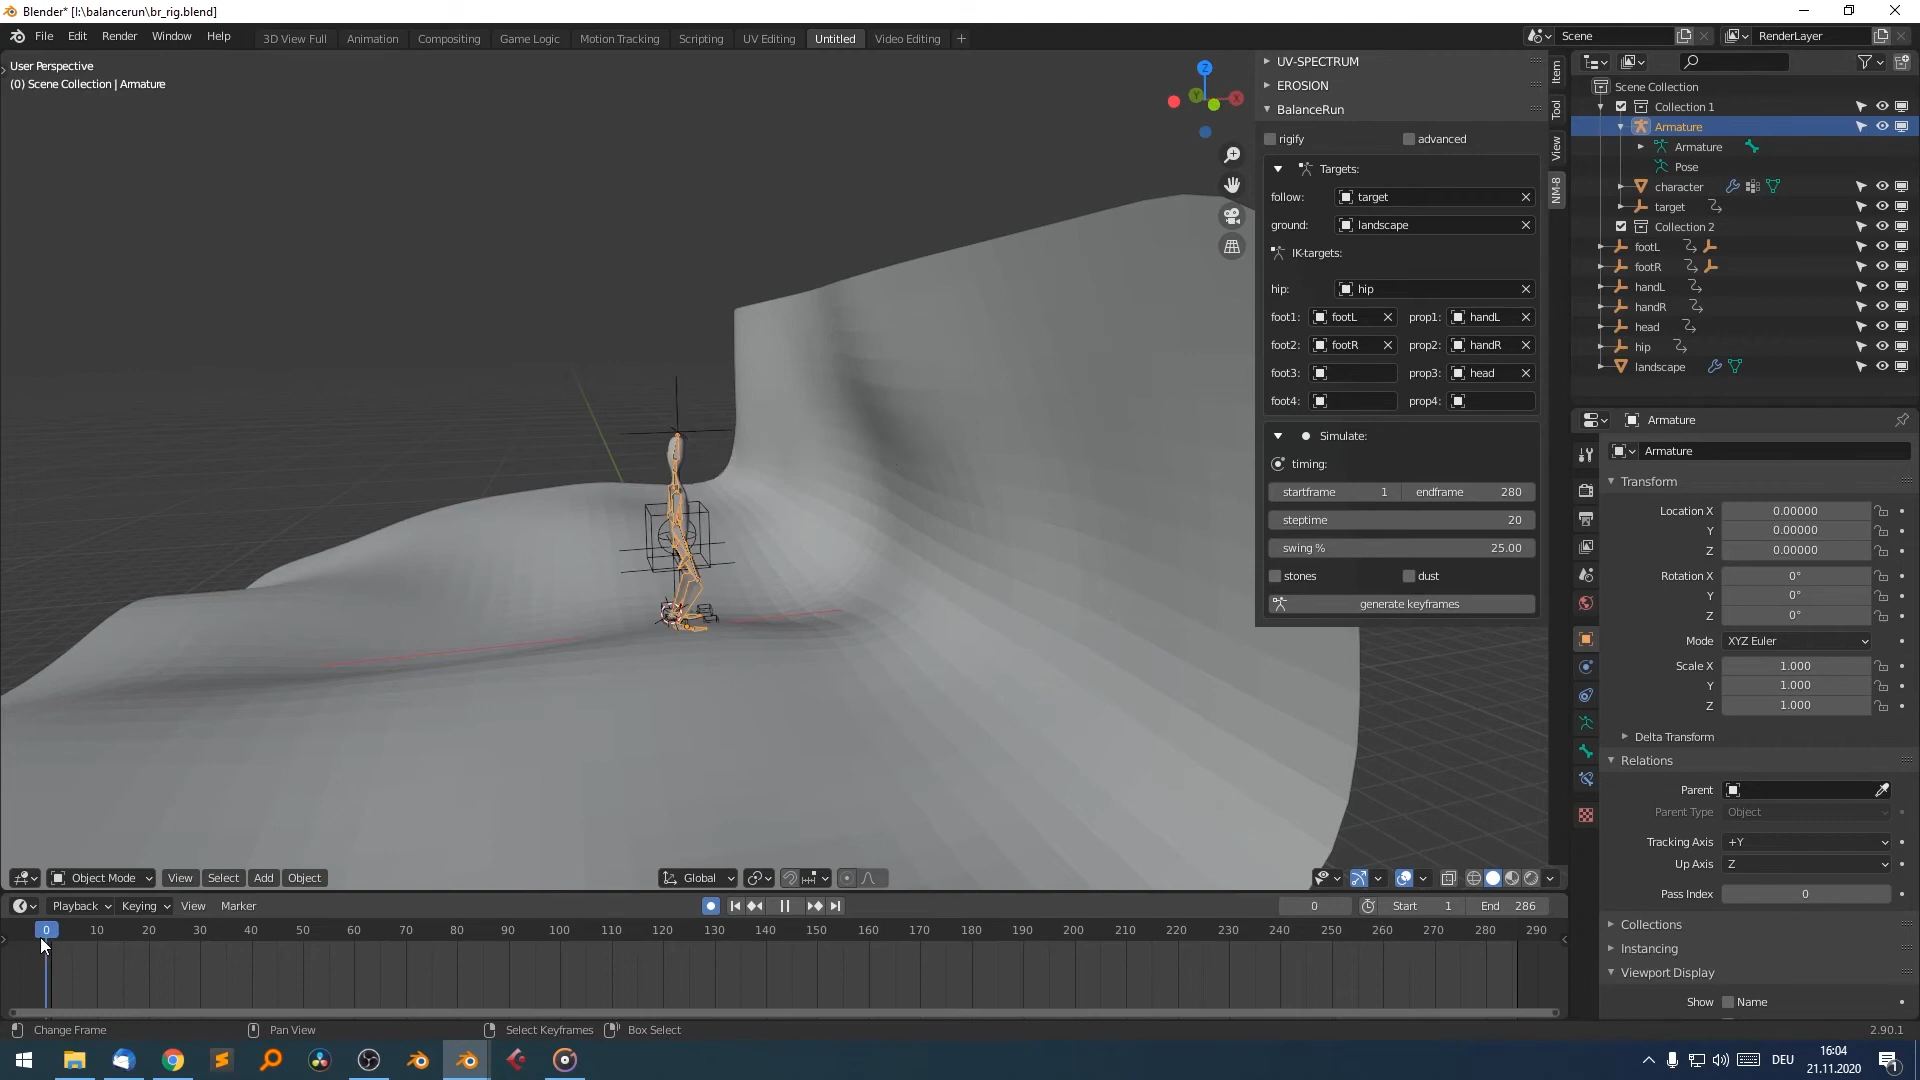 Blender* [I:\balancerun\br_rig.blend]
File Edit Render Window Help 3D View Full Animation Compositing Game Logic Motion Tracking Scripting UV Editing Untitled Video Editing + Scene RenderLayer
User Perspective
(0) Scene Collection | Armature
Z
Y
X
UV-SPECTRUM
EROSION
BalanceRun
rigify advanced
Targets:
follow: target
ground: landscape
IK-targets:
hip: hip
foot1: footL prop1: handL
foot2: footR prop2: handR
foot3: prop3: head
foot4: prop4:
Simulate:
timing:
startframe 1 endframe 280
steptime 20
swing % 25.00
stones dust
generate keyframes
Item
Tool
View
NM-8
Scene Collection
Collection 1
Armature
Armature
Pose
character
target
Collection 2
footL
footR
handL
handR
head
hip
landscape
Armature
Armature
Transform
Location X 0.00000
Y 0.00000
Z 0.00000
Rotation X 0°
Y 0°
Z 0°
Mode XYZ Euler
Scale X 1.000
Y 1.000
Z 1.000
Delta Transform
Relations
Parent
Parent Type Object
Tracking Axis +Y
Up Axis Z
Pass Index 0
Collections
Instancing
Viewport Display
Show Name
Object Mode View Select Add Object Global
Playback Keying View Marker 0 Start 1 End 286
0 10 20 30 40 50 60 70 80 90 100 110 120 130 140 150 160 170 180 190 200 210 220 230 240 250 260 270 280 290
Change Frame Pan View Select Keyframes Box Select 2.90.1
DEU 16:04
21.11.2020
1